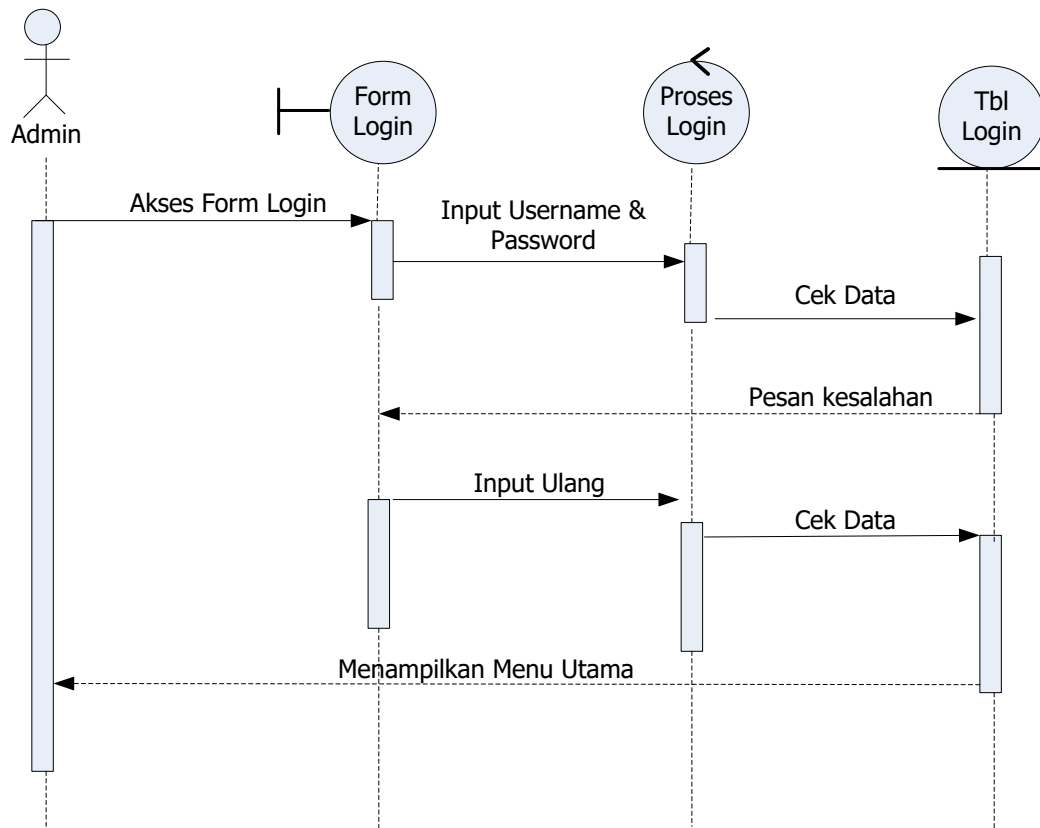 Admin
Form
Login
Proses
Login
Tbl
Login
Akses Form Login
Input Username &
Password
Cek Data
Pesan kesalahan
Input Ulang
Cek Data
Menampilkan Menu Utama